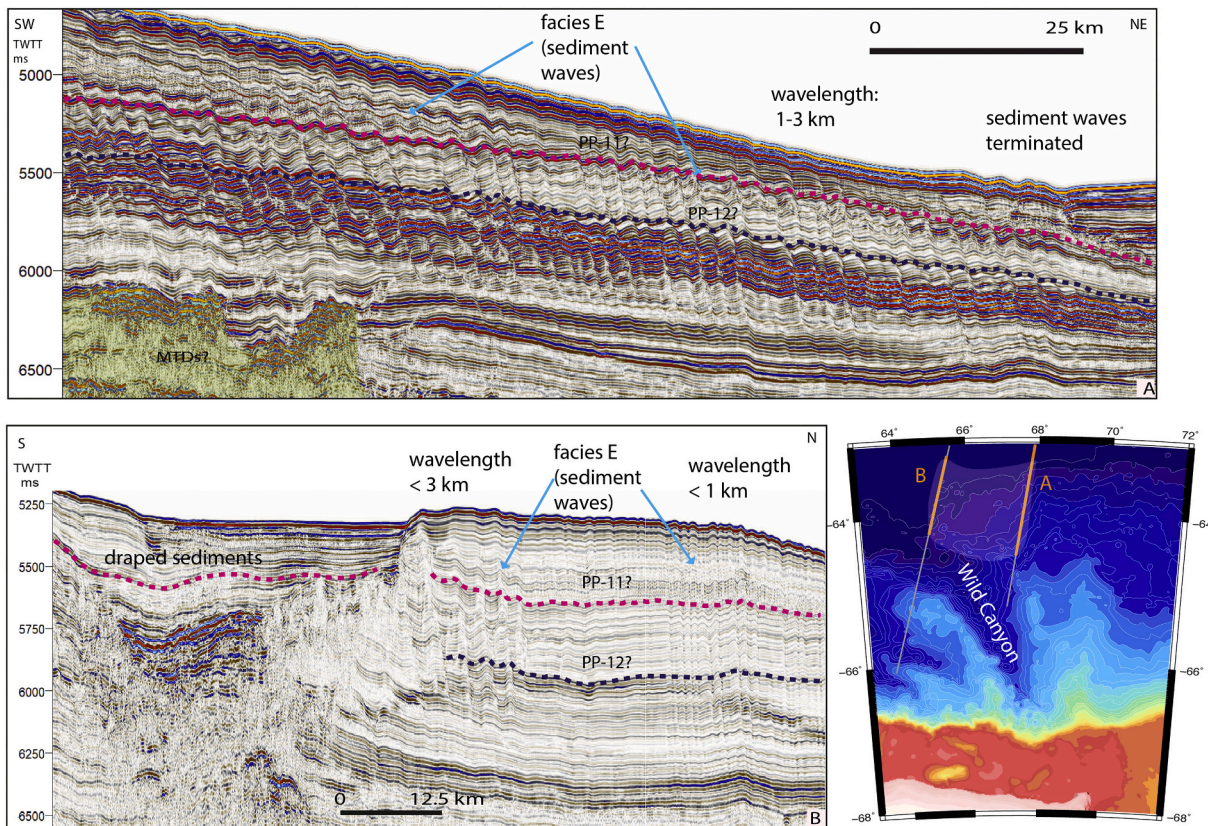 SW
TWTT
ms
5000
5500
6000
6500
facies E
(sediment
waves)
0
25 km
NE
wavelength:
1-3 km
sediment waves
terminated
PP-11?
PP-12?
MTDs?
A
S
TWTT
ms
5250
5500
5750
6000
6250
6500
draped sediments
wavelength
< 3 km
facies E
(sediment
waves)
wavelength
< 1 km
N
PP-11?
PP-12?
0
12.5 km
B
64°
66°
68°
70°
72°
B
A
-64°
-64°
Wild Canyon
-66°
-66°
-68°
-68°